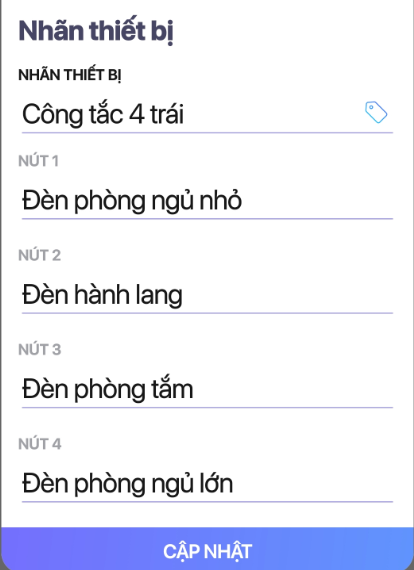 Nhãn thiết bị
NHÃN THIẾT BỊ
Công tắc 4 trái
NÚT 1
Đèn phòng ngủ nhỏ
NÚT 2
Đèn hành lang
NÚT 3
Đèn phòng tắm
NÚT 4
Đèn phòng ngủ lớn
CẬP NHẬT